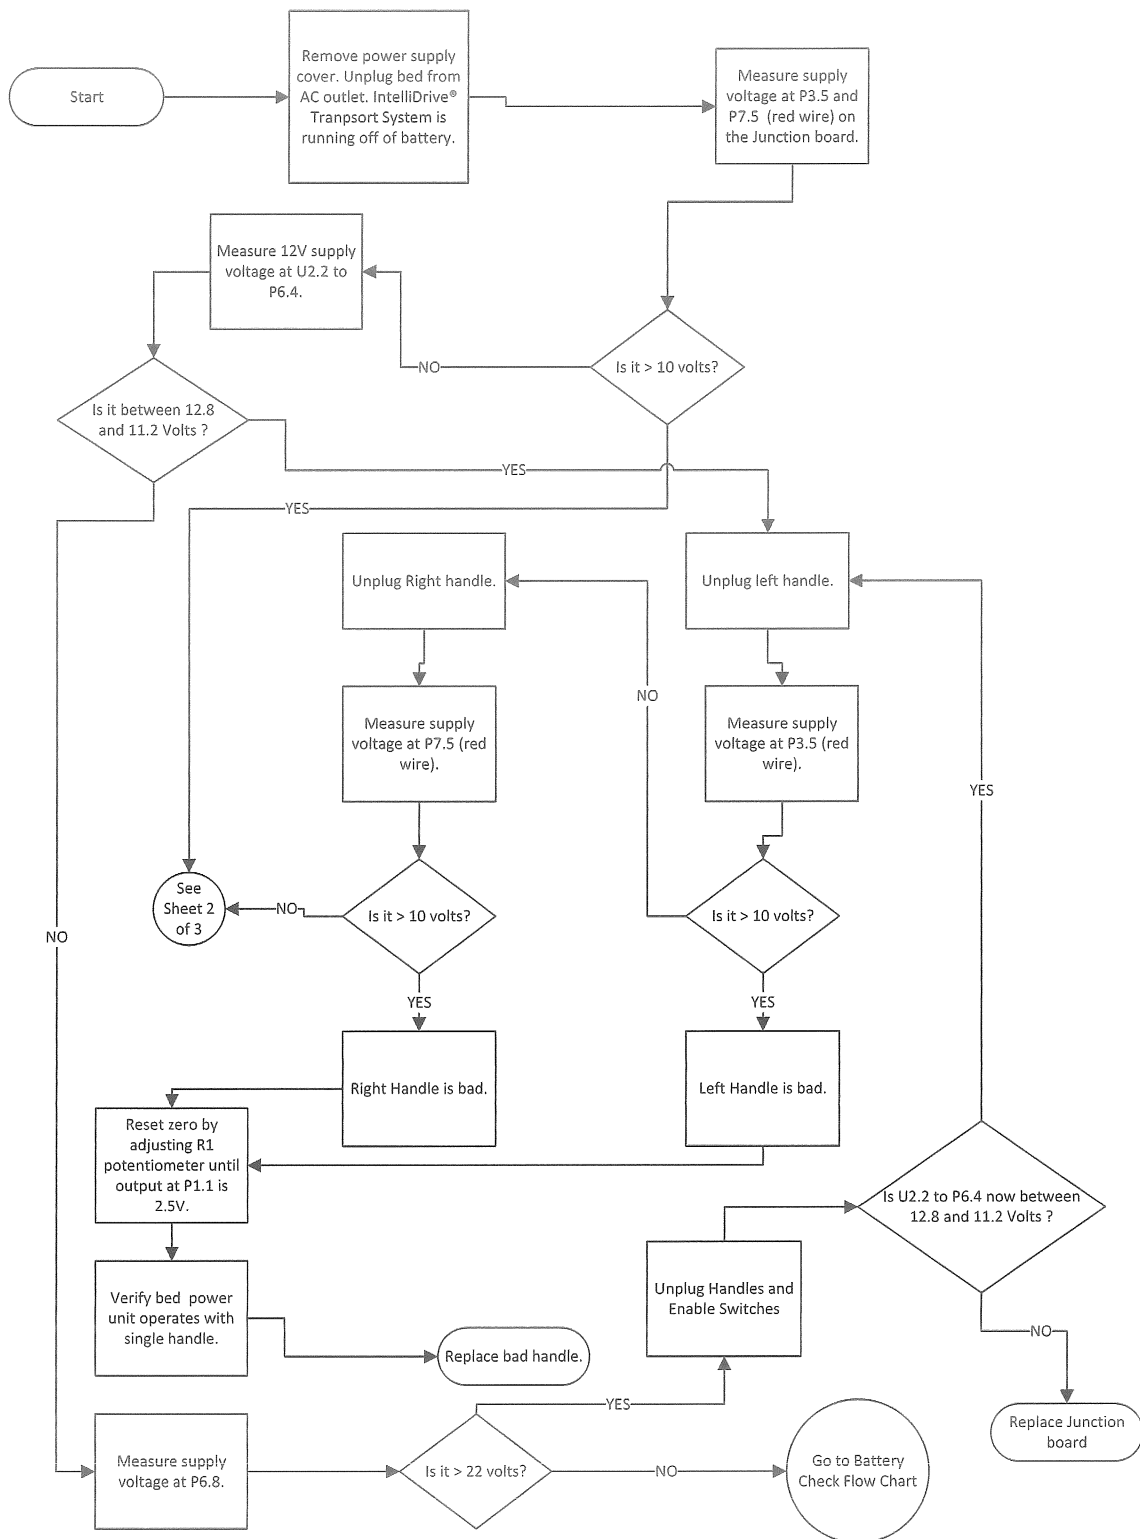 Start
Remove power supply
cover. Unplug bed from
AC outlet. IntelliDrive®
Tranpsort System is
running off of battery.
Measure supply
voltage at P3.5 and
P7.5 (red wire) on
the Junction board.
Measure 12V supply
voltage at U2.2 to
P6.4.
NO
Is it > 10 volts?
Is it between 12.8
and 11.2 Volts ?
YES
YES
Unplug Right handle.
Unplug left handle.
NO
Measure supply
voltage at P7.5 (red
wire).
Measure supply
voltage at P3.5 (red
wire).
YES
See
Sheet 2
of 3
NO
Is it > 10 volts?
Is it > 10 volts?
NO
YES
YES
Right Handle is bad.
Left Handle is bad.
Reset zero by
adjusting R1
potentiometer until
output at P1.1 is
2.5V.
Is U2.2 to P6.4 now between
12.8 and 11.2 Volts ?
Verify bed power
unit operates with
single handle.
Unplug Handles and
Enable Switches
NO
Replace bad handle.
YES
Replace Junction
board
Measure supply
voltage at P6.8.
Is it > 22 volts?
NO
Go to Battery
Check Flow Chart